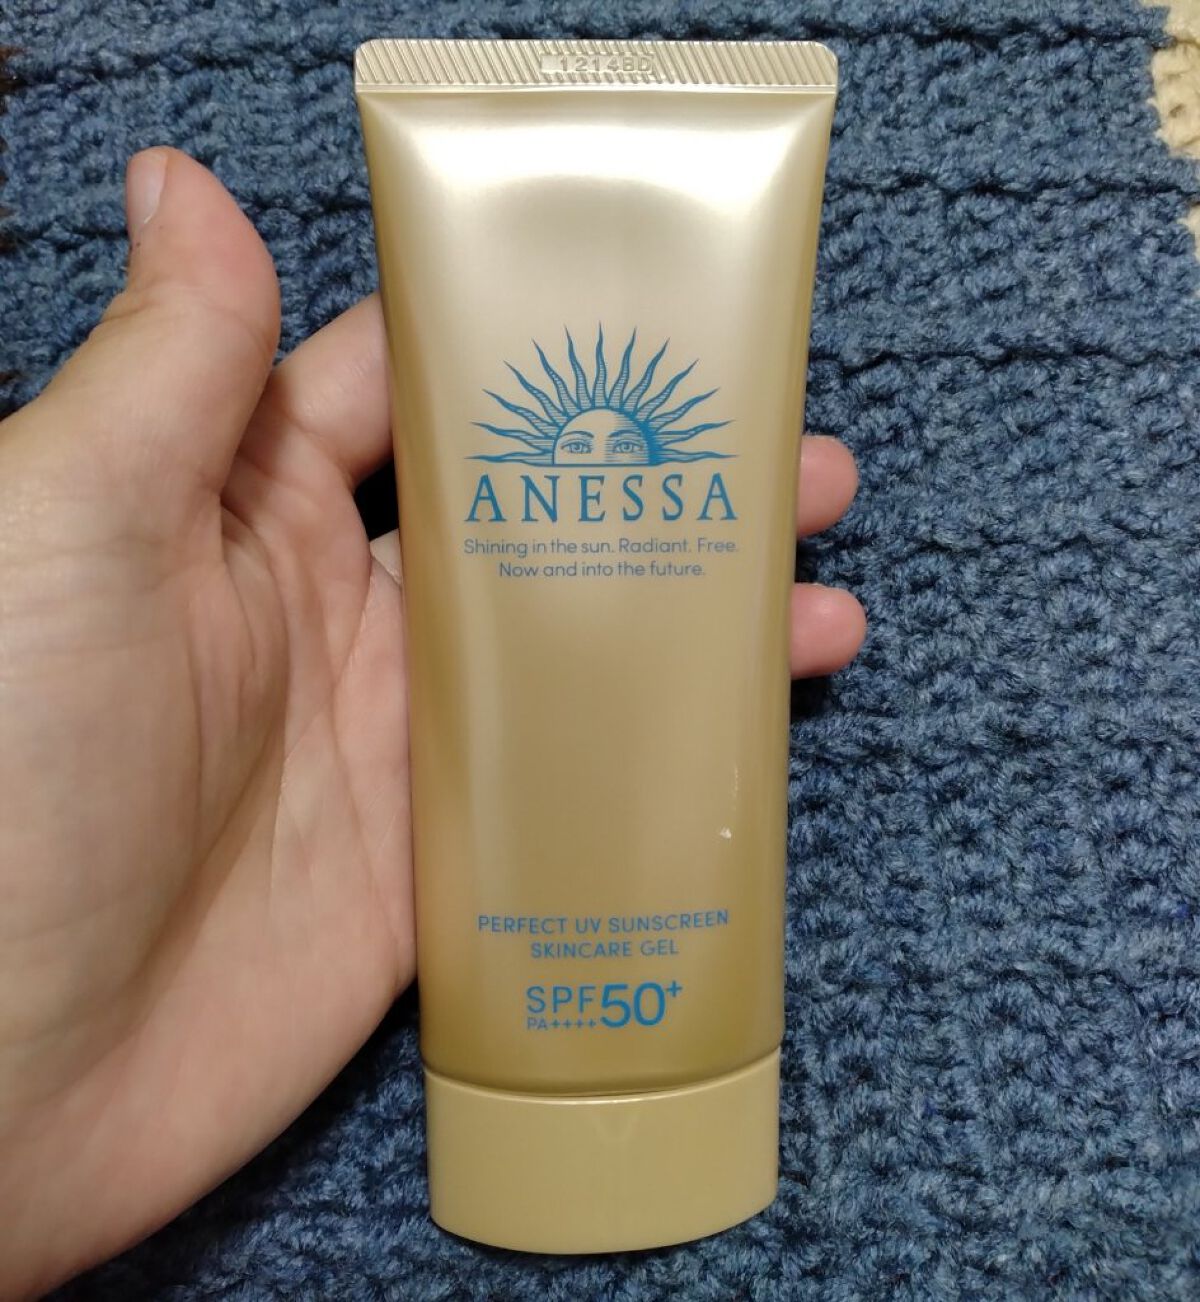 1214BD
ANESSA
Shining in the sun. Radiant. Free.
Now and into the future.
PERFECT UV SUNSCREEN
SKINCARE GEL
SPF50+
PA++++